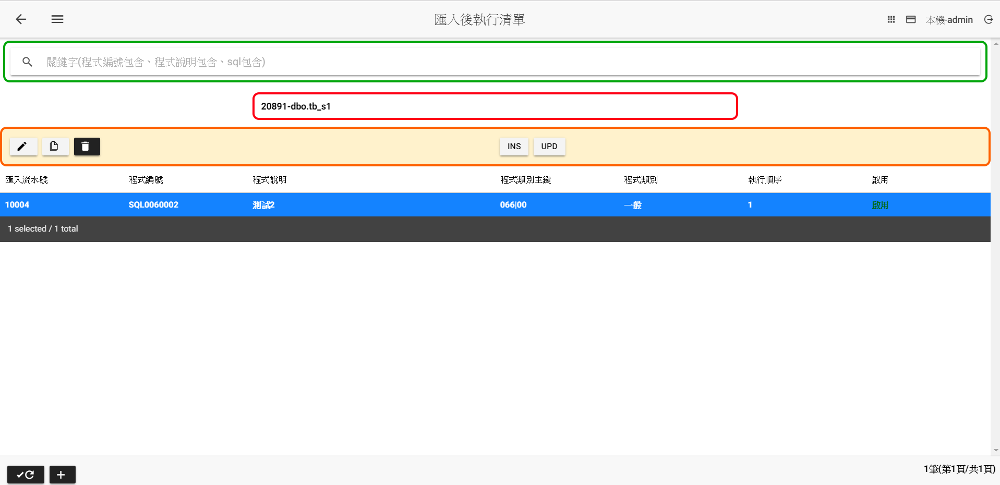 匯入後執行清單
本機-admin
關鍵字(程式編號包含、程式說明包含、sql包含)
20891-dbo.tb_s1
INS UPD
匯入流水號 程式編號 程式說明 程式類別主鍵 程式類別 執行順序 啟用
10004 SQL0060002 測試2 066|00 一般 1 啟用
1 selected / 1 total
1筆(第1頁/共1頁)